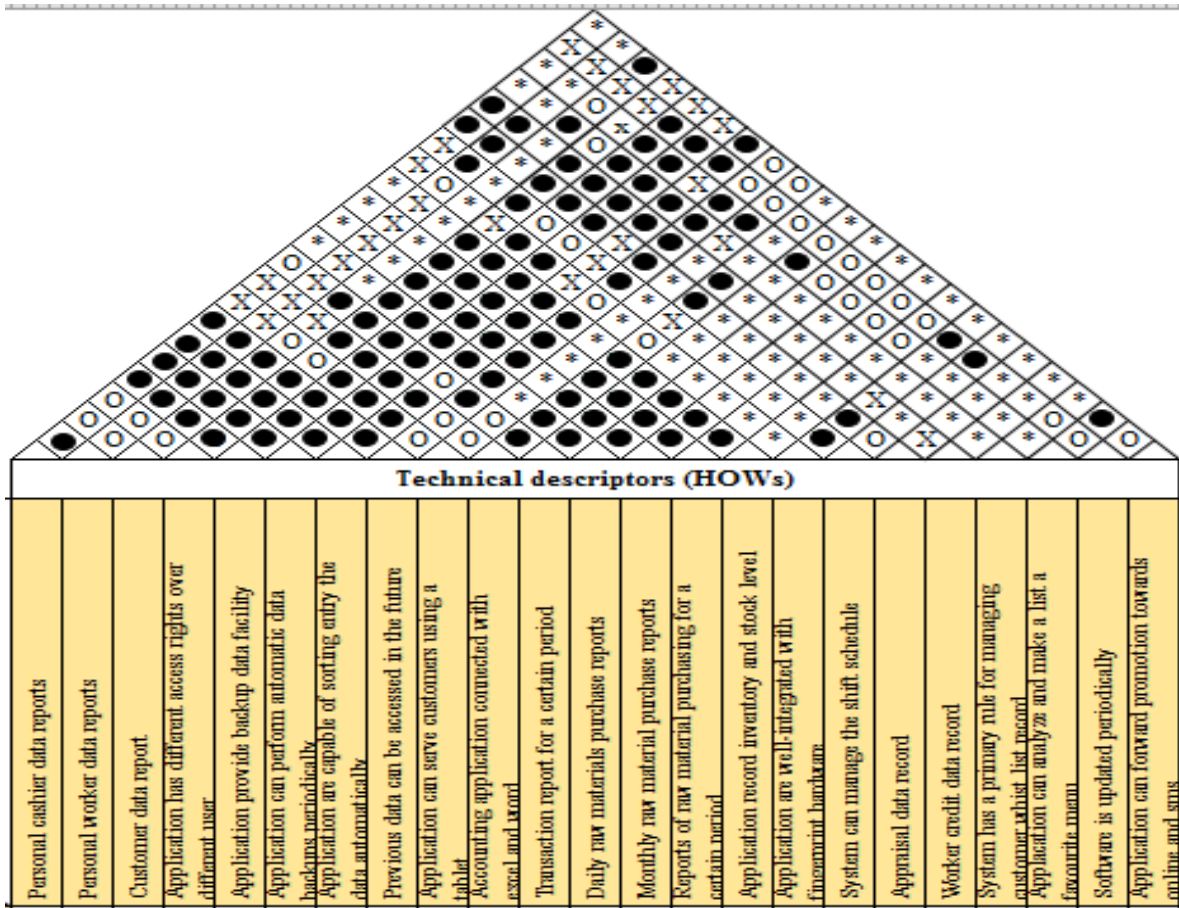 Technical descriptors (HOWs)
Personal cashier data reports
Personal worker data reports
Customer data report
Application has different access rights over
different user
Application provide backup data facility
Application can perform automatic data
backups periodically
Application are capable of sorting entry the
data automatically
Previous data can be accessed in the future
Application can serve customers using a
tablet
Accounting application connected with
exel and word
Transaction report for a certain period
Daily raw materials purchase reports
Monthly raw material purchase reports
Reports of raw material purchasing for a
certain period
Application record inventory and stock level
Application are well-integrated with
fingerprint hardware
System can manage the shift schedule
Appraisal data record
Worker credit data record
System has a primary rule for managing
customer whist list record
Applacation can analyze and make a list a
favourite menu
Software is updated periodically
Application can forward promotion towards
online and sms